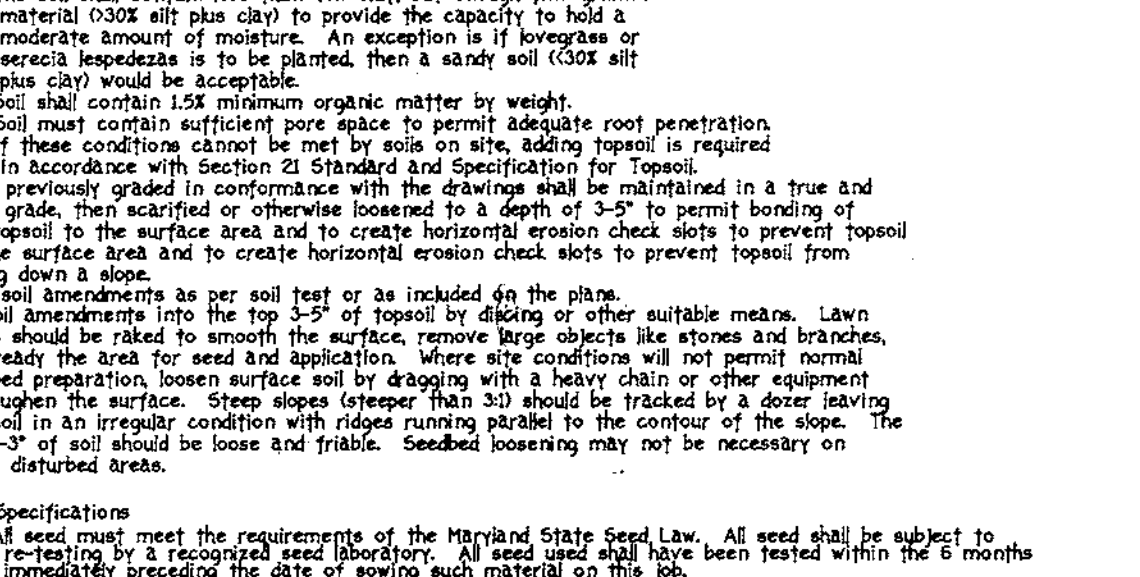 material (>30% silt plus clay) to provide the capacity to hold a
moderate amount of moisture. An exception is if lovegrass or
serecia lespedezas is to be planted, then a sandy soil (<30% silt
plus clay) would be acceptable.
Soil shall contain 1.5% minimum organic matter by weight.
Soil must contain sufficient pore space to permit adequate root penetration.
f these conditions cannot be met by soils on site, adding topsoil is required
in accordance with Section 21 Standard and Specification for Topsoil.
previously graded in conformance with the drawings shall be maintained in a true and
grade, then scarified or otherwise loosened to a depth of 3-5" to permit bonding of
opsoil to the surface area and to create horizontal erosion check slots to prevent topsoil
e surface area and to create horizontal erosion check slots to prevent topsoil from
g down a slope.
soil amendments as per soil test or as included on the plans.
oil amendments into the top 3-5" of topsoil by discing or other suitable means. Lawn
should be raked to smooth the surface, remove large objects like stones and branches,
ready the area for seed and application. Where site conditions will not permit normal
ed preparation, loosen surface soil by dragging with a heavy chain or other equipment
ughen the surface. Steep slopes (steeper than 3:1) should be tracked by a dozer leaving
oil in an irregular condition with ridges running parallel to the contour of the slope. The
-3" of soil should be loose and friable. Seedbed loosening may not be necessary on
disturbed areas.
Specifications
All seed must meet the requirements of the Maryland State Seed Law. All seed shall be subject to
re-testing by a recognized seed laboratory. All seed used shall have been tested within the 6 months
immediately preceding the date of sowing such material on this job.